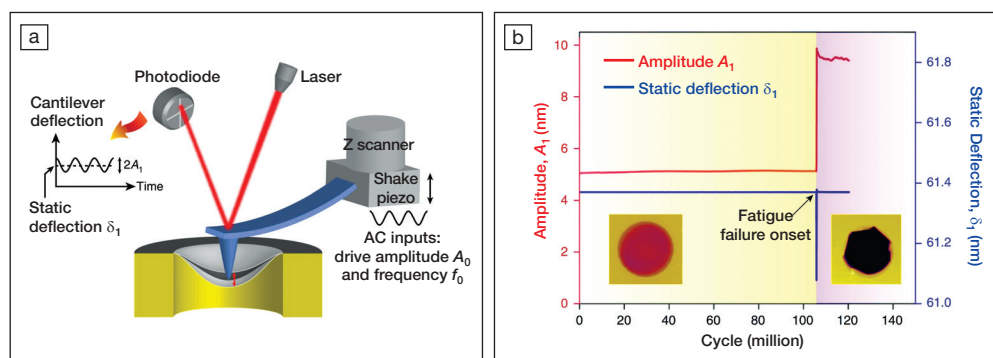 a
Photodiode
Laser
Cantilever
deflection
2A₁
Time
Static
deflection δ₁
Z scanner
Shake
piezo
AC inputs:
drive amplitude A₀
and frequency f₀
b
Amplitude, A₁ (nm)
10
8
6
4
2
0
Amplitude A₁
Static deflection δ₁
Fatigue
failure onset
0 20 40 60 80 100 120 140
Cycle (million)
61.8
61.6
61.4
61.2
61.0
Static Deflection, δ₁ (nm)